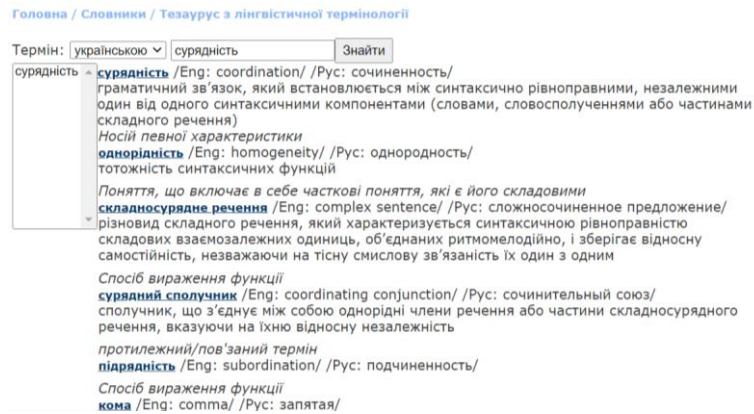 Головна / Словники / Тезаурус з лінгвістичної термінології
Термін: українською сурядність Знайти
сурядність
сурядність /Eng: coordination/ /Рус: сочиненность/
граматичний зв’язок, який встановлюється між синтаксично рівноправними, незалежними
один від одного синтаксичними компонентами (словами, словосполученнями або частинами
складного речення)
Носій певної характеристики
однорідність /Eng: homogeneity/ /Рус: однородность/
тотожність синтаксичних функцій
Поняття, що включає в себе часткові поняття, які є його складовими
складносурядне речення /Eng: complex sentence/ /Рус: сложносочиненное предложение/
різновид складного речення, який характеризується синтаксичною рівноправністю
складових взаємозалежних одиниць, об’єднаних ритмомелодійно, і зберігає відносну
самостійність, незважаючи на тісну смислову зв’язаність їх один з одним
Спосіб вираження функції
сурядний сполучник /Eng: coordinating conjunction/ /Рус: сочинительный союз/
сполучник, що з’єднує між собою однорідні члени речення або частини складносурядного
речення, вказуючи на їхню відносну незалежність
протилежний/пов'заний термін
підрядність /Eng: subordination/ /Рус: подчиненность/
Спосіб вираження функції
кома /Eng: comma/ /Рус: запятая/